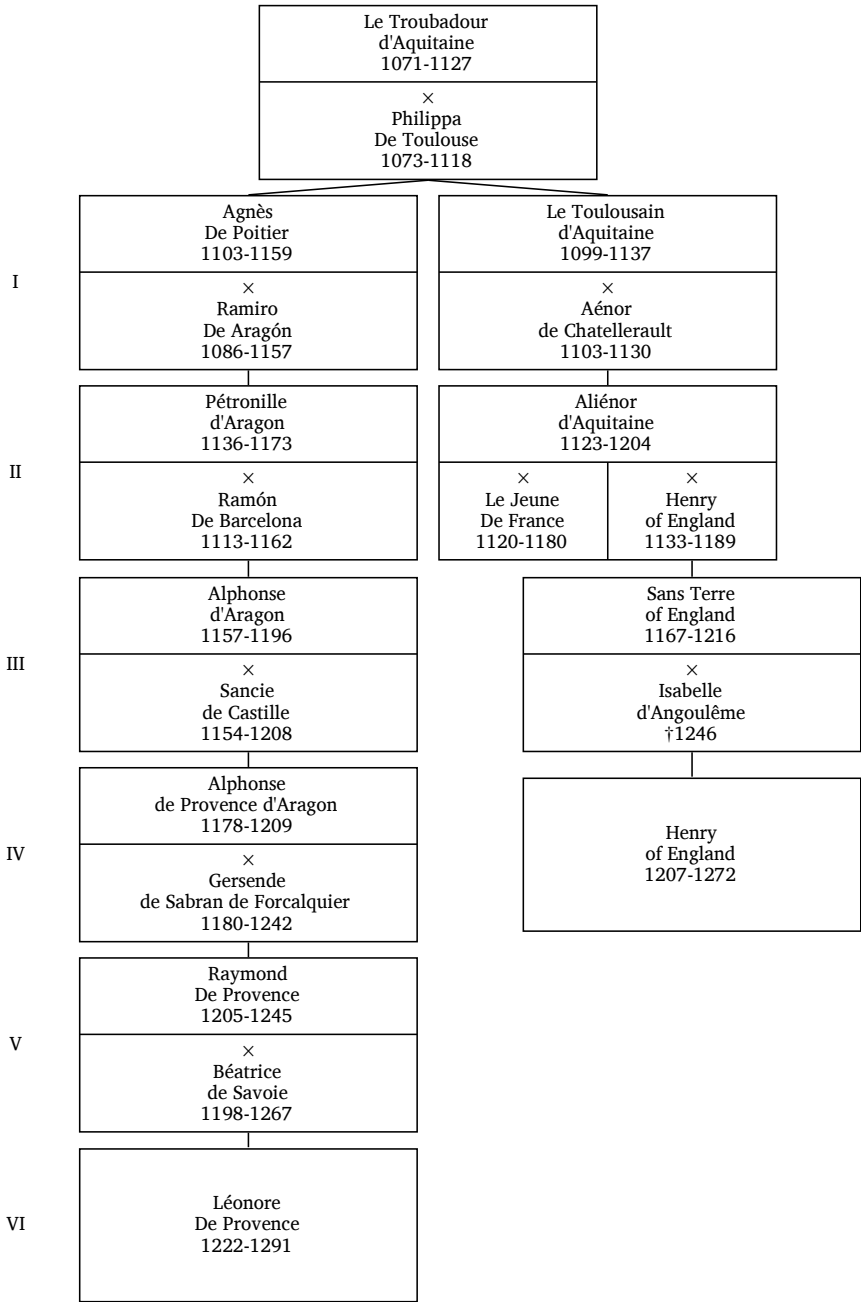 Le Troubadour
d'Aquitaine
1071-1127
×
Philippa
De Toulouse
1073-1118
I
Agnès
De Poitier
1103-1159
×
Ramiro
De Aragón
1086-1157
Le Toulousain
d'Aquitaine
1099-1137
×
Aénor
de Chatellerault
1103-1130
II
Pétronille
d'Aragon
1136-1173
×
Ramón
De Barcelona
1113-1162
Aliénor
d'Aquitaine
1123-1204
×
Le Jeune
De France
1120-1180
×
Henry
of England
1133-1189
III
Alphonse
d'Aragon
1157-1196
×
Sancie
de Castille
1154-1208
Sans Terre
of England
1167-1216
×
Isabelle
d'Angoulême
†1246
IV
Alphonse
de Provence d'Aragon
1178-1209
×
Gersende
de Sabran de Forcalquier
1180-1242
Henry
of England
1207-1272
V
Raymond
De Provence
1205-1245
×
Béatrice
de Savoie
1198-1267
VI
Léonore
De Provence
1222-1291